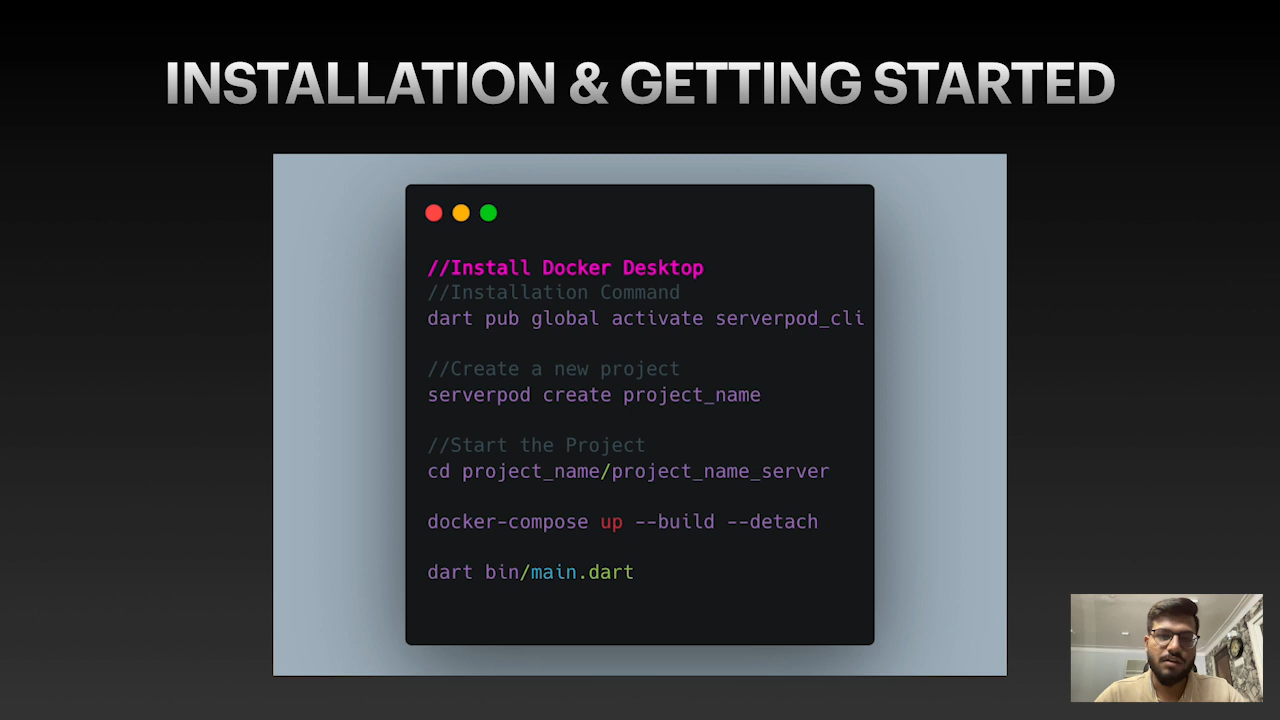 INSTALLATION & GETTING STARTED
//Install Docker Desktop
//Installation Command
dart pub global activate serverpod_cli
//Create a new project
serverpod create project_name
//Start the Project
cd project_name/project_name_server
docker-compose up --build --detach
dart bin/main.dart